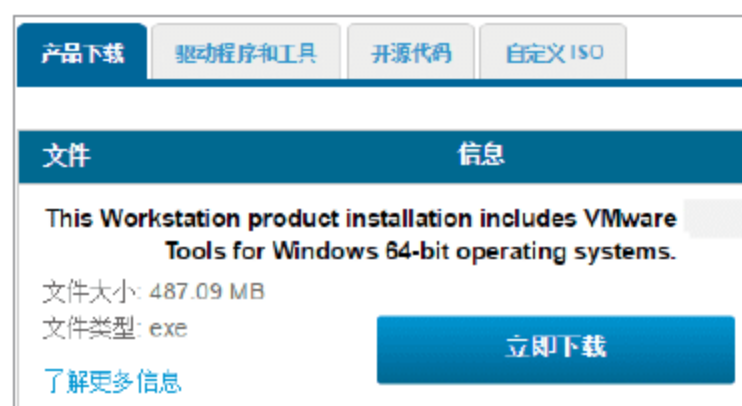 产品下载 驱动程序和工具 开源代码 自定义 ISO
文件 信息
This Workstation product installation includes VMware
Tools for Windows 64-bit operating systems.
文件大小: 487.09 MB
文件类型: exe
立即下载
了解更多信息